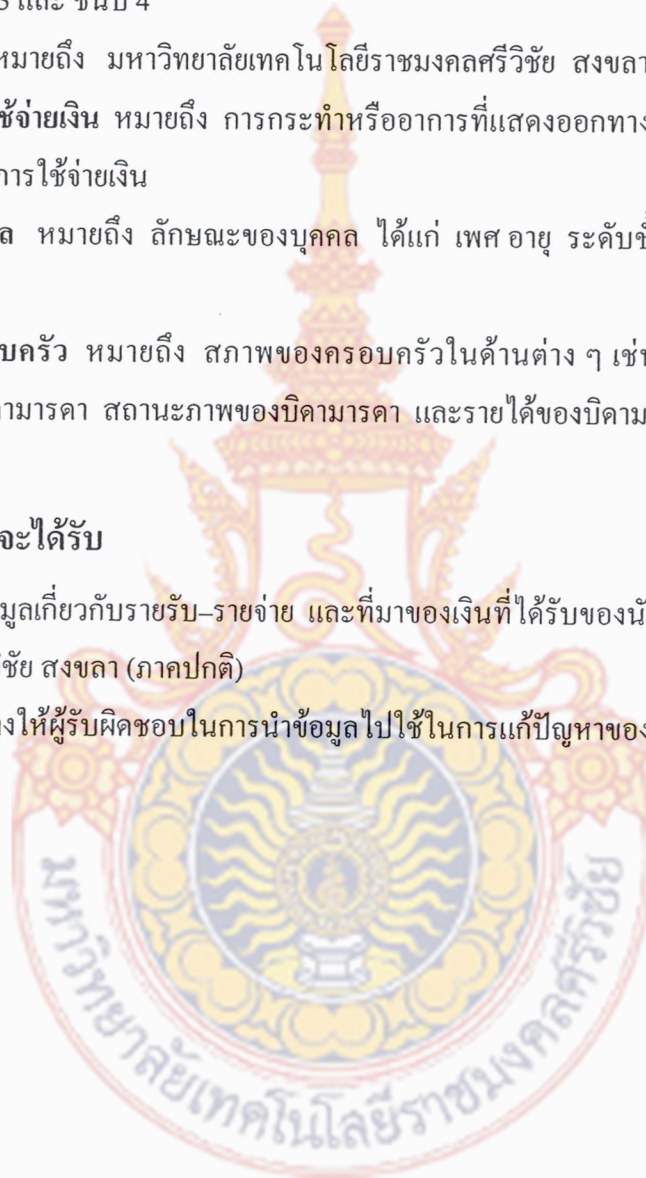 3 และ ชั้นปี 4
หมายถึง มหาวิทยาลัยเทคโนโลยีราชมงคลศรีวิชัย สงขลา
ช้จ่ายเงิน หมายถึง การกระทำหรืออาการที่แสดงออกทาง
การใช้จ่ายเงิน
ล หมายถึง ลักษณะของบุคคล ได้แก่ เพศ อายุ ระดับชั้
บครัว หมายถึง สภาพของครอบครัวในด้านต่าง ๆ เช่น
ดามารดา สถานะภาพของบิดามารดา และรายได้ของบิดาม
จะได้รับ
มูลเกี่ยวกับรายรับ–รายจ่าย และที่มาของเงินที่ได้รับของนั
วิชัย สงขลา (ภาคปกติ)
งให้ผู้รับผิดชอบในการนำข้อมูลไปใช้ในการแก้ปัญหาของ
มหาวิทยาลัยเทคโนโลยีราชมงคลศรีวิชัย